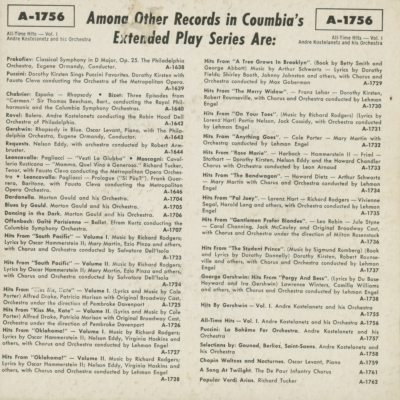 A-1756
All-Time Hits — Vol. I
Andre Kostelanetz and his Orchestra
Among Other Records in Coumbia's
Extended Play Series Are:
A-1756
All-Time Hits — Vol. I
Andre Kostelanetz and his Orchestra
Prokofiev: Classical Symphony in D Major, Op. 25. The Philadelphia
Orchestra, Eugene Ormandy, Conductor. A-1638
Puccini: Dorothy Kirsten Sings Puccini Favorites. Dorothy Kirsten with
Fausto Cleva conducting the Orchestra of the Metropolitan Opera.
A-1639
Chabrier: España — Rhapsody • Bizet: Three Episodes from
"Carmen." Sir Thomas Beecham, Bart., conducting the Royal Phil-
harmonic and the Columbia Symphony Orchestras. A-1640
Ravel: Bolero. Andre Kostelanetz conducting the Robin Hood Dell
Orchestra of Philadelphia. A-1642
Gershwin: Rhapsody in Blue. Oscar Levant, Piano, with The Philadel-
phia Orchestra, Eugene Ormandy, Conductor. A-1643
Requests. Nelson Eddy, with orchestra conducted by Robert Arm-
bruster. A-1644
Leoncavallo: Pagliacci — "Vesti La Giubba" • Mascagni: Caval-
leria Rusticana — "Mamma, Quel Vino è Generoso." Richard Tucker,
Tenor, with Fausto Cleva conducting the Metropolitan Opera Orches-
tra • Leoncavallo: Pagliacci — Prologue ("Si Può"). Frank Guar-
rera, Baritone, with Fausto Cleva conducting the Metropolitan
Opera Orchestra. A-1646
Gordanella. Morton Gould and his Orchestra. A-1704
Blues by Gould. Morton Gould and his Orchestra. A-1705
Dancing in the Dark. Morton Gould and his Orchestra. A-1706
Offenbach: Gaité Parisienne — Ballet. Efrem Kurtz conducting the
Columbia Symphony Orchestra. A-1707
Hits from "South Pacific" — Volume I. Music by Richard Rodgers;
Lyrics by Oscar Hammerstein II; Mary Martin, Ezio Pinza and others,
with Chorus and Orchestra conducted by Salvatore Dell'Isola
A-1723
Hits from "South Pacific" — Volume II. Music by Richard Rodgers;
Lyrics by Oscar Hammerstein II; Mary Martin, Ezio Pinza and others,
with Chorus and Orchestra conducted by Salvatore Dell'Isola
A-1724
Hits from "Kiss Me, Kate" — Volume I. (Lyrics and Music by Cole
Porter) Alfred Drake, Patricia Morison with Original Broadway Cast,
Orchestra under the direction of Pembroke Davenport A-1725
Hits from "Kiss Me, Kate" — Volume II. (Lyrics and Music by Cole
Porter) Alfred Drake, Patricia Morison with Original Broadway Cast,
Orchestra under the direction of Pembroke Davenport A-1726
Hits from "Oklahoma!" — Volume I. Music by Richard Rodgers;
Lyrics by Oscar Hammerstein II; Nelson Eddy, Virginia Haskins and
others, with Chorus and Orchestra conducted by Lehman Engel
A-1727
Hits from "Oklahoma!" — Volume II. Music by Richard Rodgers;
Lyrics by Oscar Hammerstein II; Nelson Eddy, Virginia Haskins and
others, with Chorus and Orchestra conducted by Lehman Engel
A-1728
Hits From "A Tree Grows In Brooklyn". (Book by Betty Smith and
George Abbott) Music by Arthur Schwartz — Lyrics by Dorothy
Fields; Shirley Booth, Johnny Johnston and others, with Chorus and
Orchestra conducted by Max Goberman A-1729
Hits From "The Merry Widow". — Franz Lehár — Dorothy Kirsten,
Robert Rounseville, with Chorus and Orchestra conducted by Lehman
Engel A-1730
Hits From "On Your Toes". (Music by Richard Rodgers) (Lyrics by
Lorenz Hart) Portia Nelson, Jack Cassidy, with Orchestra conducted
by Lehman Engel A-1731
Hits From "Anything Goes". — Cole Porter — Mary Martin with
Chorus and Orchestra conducted by Lehman Engel A-1732
Hits From "Rose Marie". — Harbach — Hammerstein II — Friml —
Stothart — Dorothy Kirsten, Nelson Eddy and the Howard Chandler
Chorus with Orchestra conducted by Leon Arnaud A-1733
Hits From "The Bandwagon". — Howard Dietz — Arthur Schwartz
— Mary Martin with Chorus and Orchestra conducted by Lehman
Engel A-1734
Hits From "Pal Joey". — Lorenz Hart — Richard Rodgers — Vivienne
Segal, Harold Lang and others, with Orchestra conducted by Lehman
Engel A-1735
Hits From "Gentlemen Prefer Blondes". — Leo Robin — Jule Styne
— Carol Channing, Jack McCauley and Original Broadway Cast,
with Chorus and Orchestra under the direction of Milton Rosenstock
A-1736
Hits From "The Student Prince". (Music by Sigmund Romberg) (Book
and Lyrics by Dorothy Donnelly) Dorothy Kirsten, Robert Rounse-
ville and others, with Chorus and Orchestra conducted by Lehman
Engel
George Gershwin: Hits From "Porgy And Bess". (Lyrics by Du Bose
Heyward and Ira Gershwin) Lawrence Winters, Camilla Williams
and others, with Orchestra and Chorus conducted by Lehman Engel
Hits By Gershwin — Vol. I. Andre Kostelanetz and his Orchestra
A-1755
All-Time Hits — Vol. I. Andre Kostelanetz and his Orchestra A-1756
Puccini: La Bohème For Orchestra. Andre Kostelanetz and his
Orchestra A-1757
Selections by: Gounod, Berlioz, Saint-Saens. Andre Kostelanetz and
his Orchestra A-1758
Chopin Waltzes and Nocturnes. Oscar Levant, Piano A-1759
A Song At Twilight. The De Paur Infantry Chorus A-1761
Popular Verdi Arias. Richard Tucker A-1762